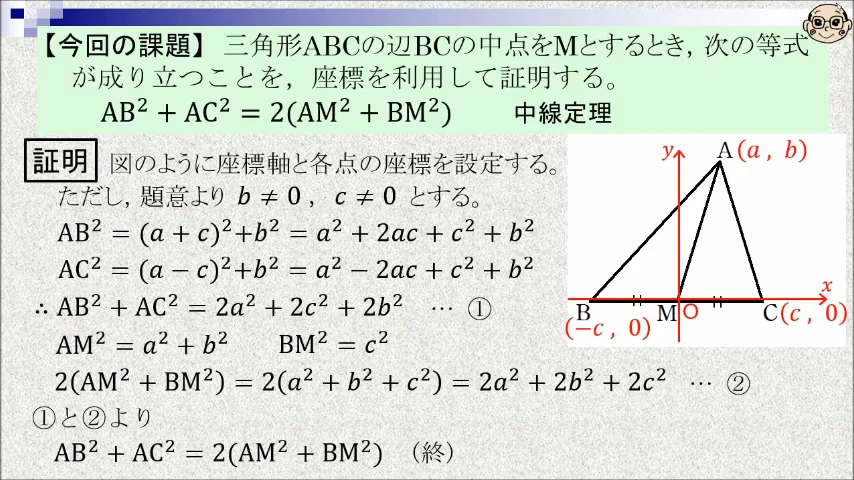 【今回の課題】 三角形ABCの辺BCの中点をMとするとき, 次の等式
が成り立つことを, 座標を利用して証明する。
AB² + AC² = 2(AM² + BM²) 中線定理
証明 図のように座標軸と各点の座標を設定する。
ただし, 題意より b ≠ 0 , c ≠ 0 とする。
AB² = (a + c)²+b² = a² + 2ac + c² + b²
AC² = (a − c)²+b² = a² − 2ac + c² + b²
∴ AB² + AC² = 2a² + 2c² + 2b² ⋯ ①
AM² = a² + b² BM² = c²
2(AM² + BM²) = 2(a² + b² + c²) = 2a² + 2b² + 2c² ⋯ ②
①と②より
AB² + AC² = 2(AM² + BM²) (終)
y A (a , b)
x
B M O C (c , 0)
(−c , 0)